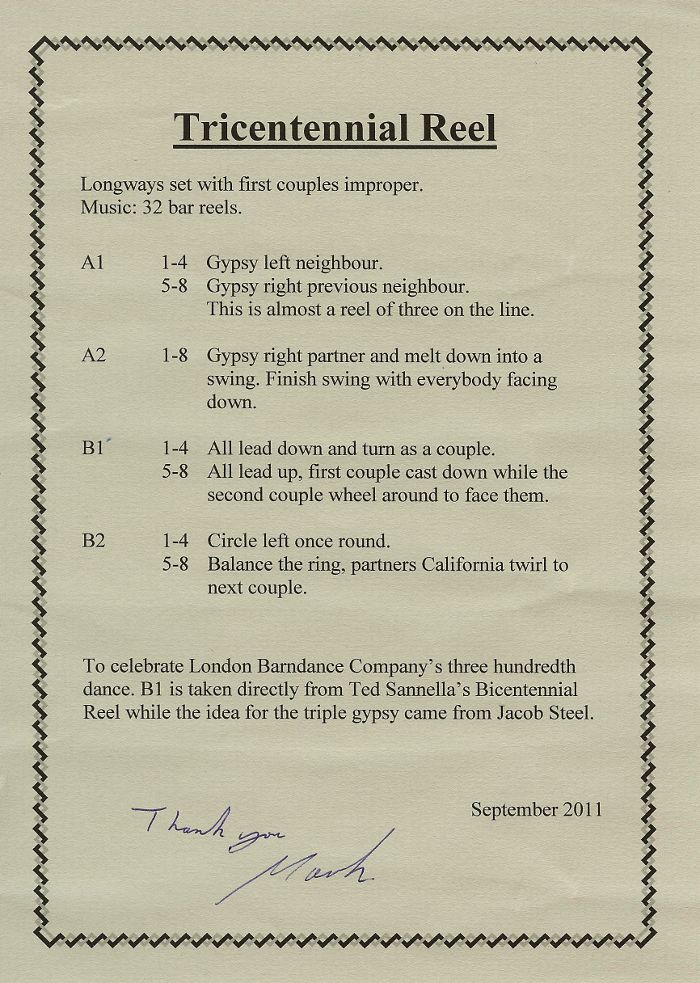 Tricentennial Reel
Longways set with first couples improper.
Music: 32 bar reels.
A1 1-4 Gypsy left neighbour.
5-8 Gypsy right previous neighbour.
This is almost a reel of three on the line.
A2 1-8 Gypsy right partner and melt down into a
swing. Finish swing with everybody facing
down.
B1 1-4 All lead down and turn as a couple.
5-8 All lead up, first couple cast down while the
second couple wheel around to face them.
B2 1-4 Circle left once round.
5-8 Balance the ring, partners California twirl to
next couple.
To celebrate London Barndance Company's three hundredth
dance. B1 is taken directly from Ted Sannella's Bicentennial
Reel while the idea for the triple gypsy came from Jacob Steel.
September 2011
Thank you
Mark